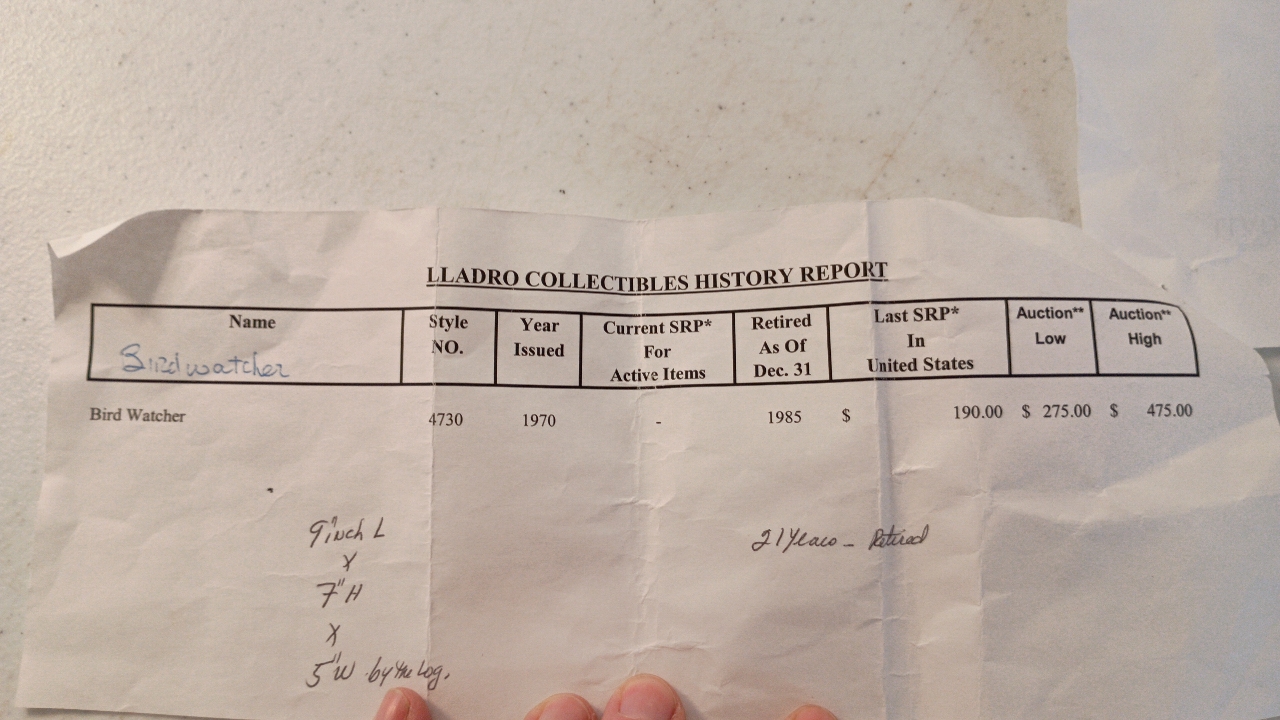 LLADRO COLLECTIBLES HISTORY REPORT
Name Style NO. Year Issued Current SRP* For Active Items Retired As Of Dec. 31 Last SRP* In United States Auction** Low Auction** High
Birdwatcher
Bird Watcher 4730 1970 - 1985 $ 190.00 $ 275.00 $ 475.00
9"inch L
X
7"H
X
5"W by the Log.
21 Years - Retired